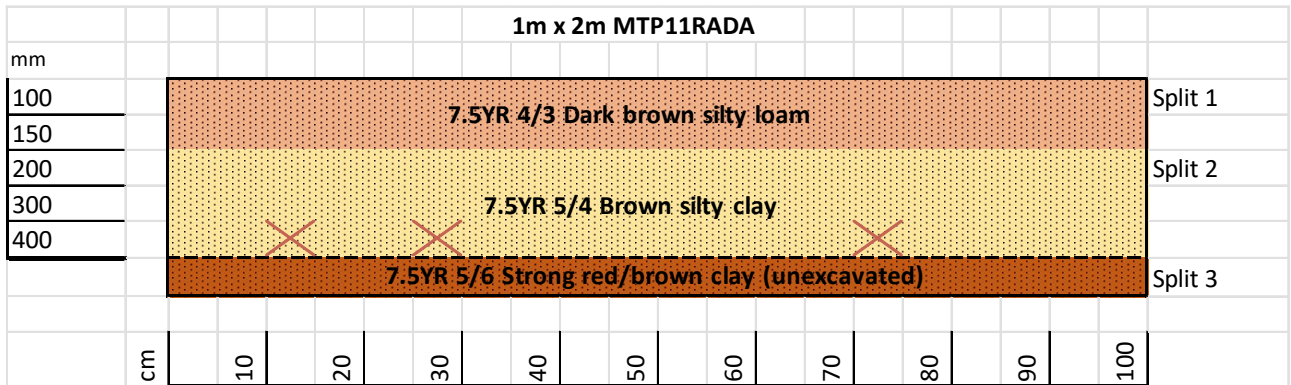 1m x 2m MTP11RADA
mm
100
Split 1
7.5YR 4/3 Dark brown silty loam
150
200
Split 2
300
7.5YR 5/4 Brown silty clay
400
7.5YR 5/6 Strong red/brown clay (unexcavated)
Split 3
cm 10 20 30 40 50 60 70 80 90 100